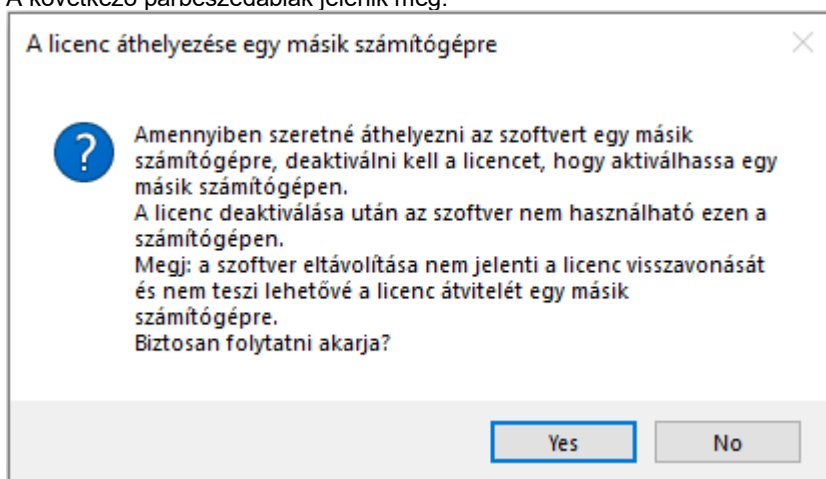 A következő párbeszédablak jelenik meg:
A licenc áthelyezése egy másik számítógépre
Amennyiben szeretné áthelyezni az szoftvert egy másik
számítógépre, deaktiválni kell a licencet, hogy aktiválhassa egy
másik számítógépen.
A licenc deaktiválása után az szoftver nem használható ezen a
számítógépen.
Megj: a szoftver eltávolítása nem jelenti a licenc visszavonását
és nem teszi lehetővé a licenc átvitelét egy másik
számítógépre.
Biztosan folytatni akarja?
Yes No